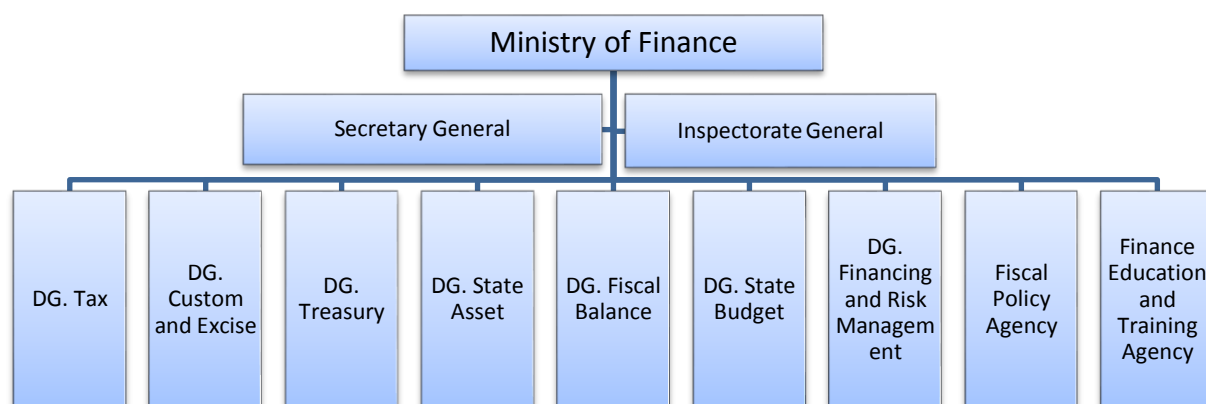 Ministry of Finance
Secretary General
Inspectorate General
DG. Tax
DG.
Custom
and Excise
DG.
Treasury
DG. State
Asset
DG. Fiscal
Balance
DG. State
Budget
DG.
Financing
and Risk
Managem
ent
Fiscal
Policy
Agency
Finance
Education
and
Training
Agency